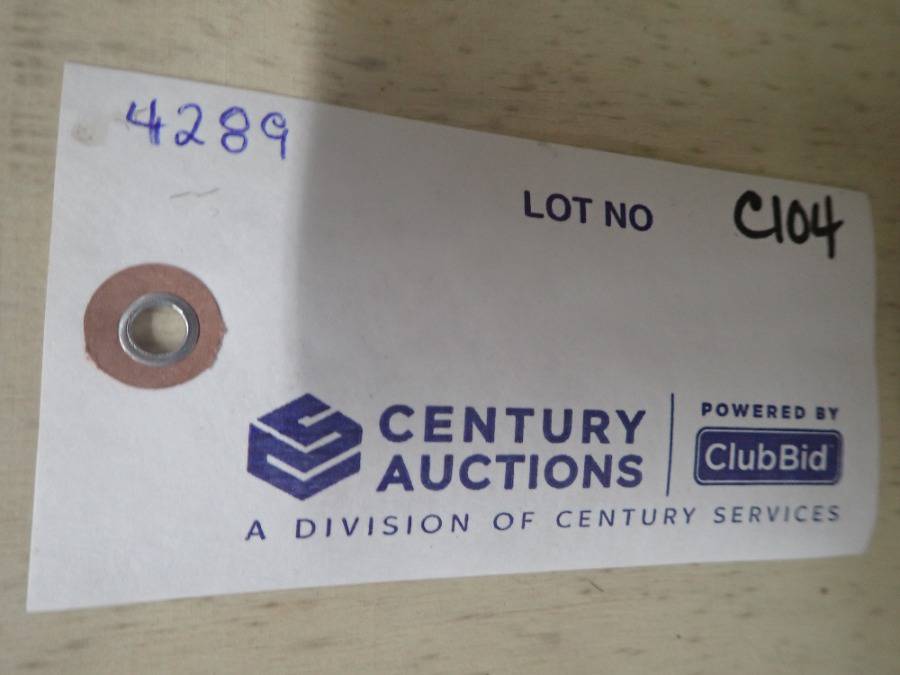 4289
LOT NO C104
CENTURY AUCTIONS
POWERED BY ClubBid
A DIVISION OF CENTURY SERVICES